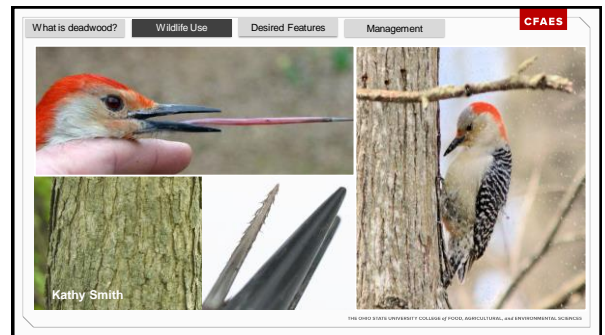 What is deadwood?
Wildlife Use
Desired Features
Management
CFAES
Kathy Smith
THE OHIO STATE UNIVERSITY COLLEGE of FOOD, AGRICULTURAL, and ENVIRONMENTAL SCIENCES